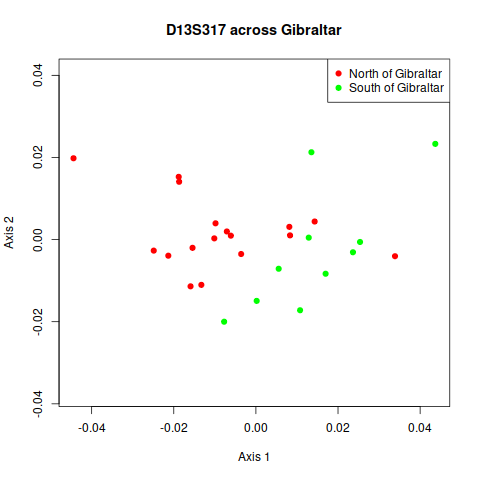 D13S317 across Gibraltar
North of Gibraltar
South of Gibraltar
0.04
0.02
0.00
-0.02
-0.04
Axis 2
-0.04
-0.02
0.00
0.02
0.04
Axis 1